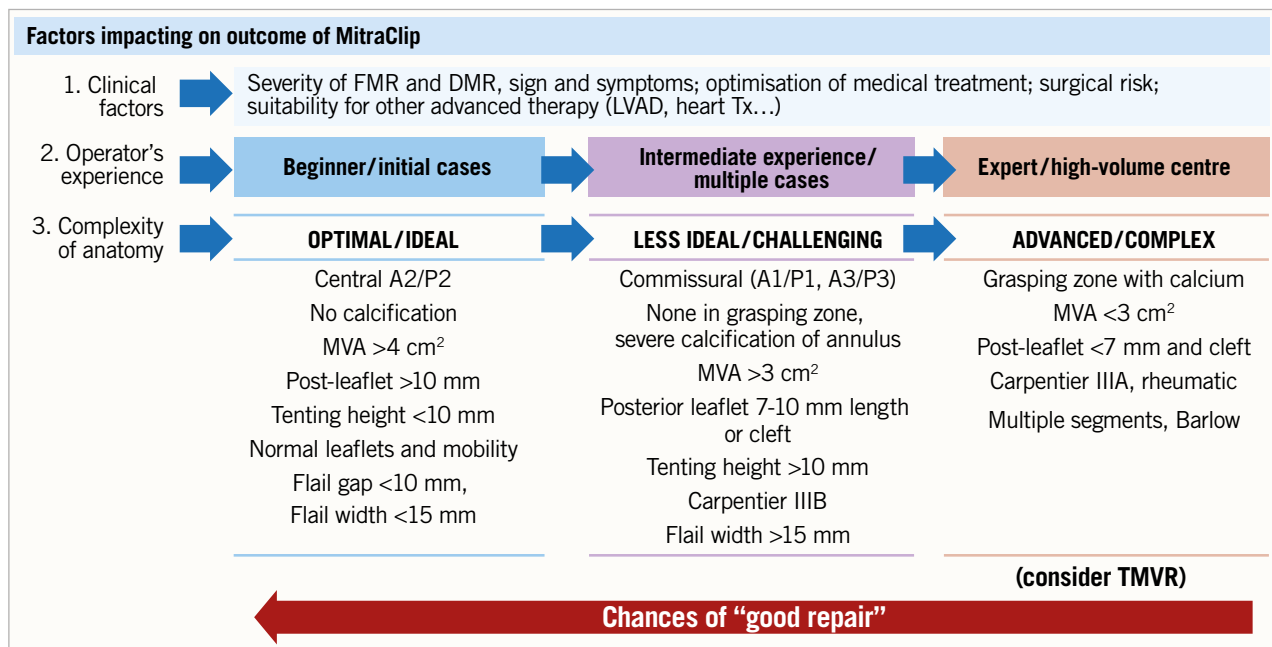 Factors impacting on outcome of MitraClip
1. Clinical
factors
Severity of FMR and DMR, sign and symptoms; optimisation of medical treatment; surgical risk;
suitability for other advanced therapy (LVAD, heart Tx...)
2. Operator's
experience
Beginner/initial cases
Intermediate experience/
multiple cases
Expert/high-volume centre
3. Complexity
of anatomy
OPTIMAL/IDEAL
Central A2/P2
No calcification
MVA >4 cm²
Post-leaflet >10 mm
Tenting height <10 mm
Normal leaflets and mobility
Flail gap <10 mm,
Flail width <15 mm
LESS IDEAL/CHALLENGING
Commissural (A1/P1, A3/P3)
None in grasping zone,
severe calcification of annulus
MVA >3 cm²
Posterior leaflet 7-10 mm length
or cleft
Tenting height >10 mm
Carpentier IIIB
Flail width >15 mm
ADVANCED/COMPLEX
Grasping zone with calcium
MVA <3 cm²
Post-leaflet <7 mm and cleft
Carpentier IIIA, rheumatic
Multiple segments, Barlow
(consider TMVR)
Chances of "good repair"